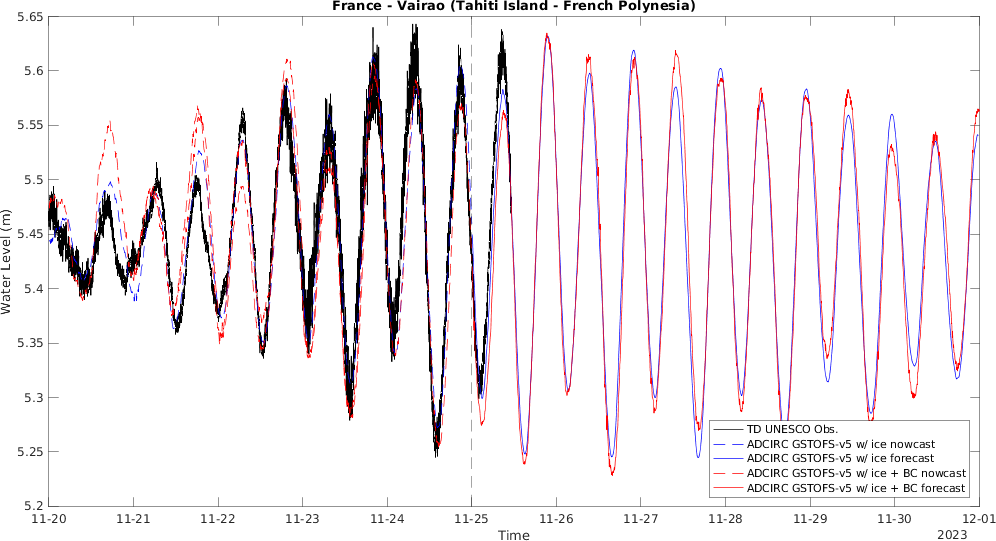 France - Vairao (Tahiti Island - French Polynesia)
5.65
5.6
5.55
5.5
5.45
5.4
5.35
5.3
5.25
5.2
Water Level (m)
TD UNESCO Obs.
ADCIRC GSTOFS-v5 w/ ice nowcast
ADCIRC GSTOFS-v5 w/ ice forecast
ADCIRC GSTOFS-v5 w/ ice + BC nowcast
ADCIRC GSTOFS-v5 w/ ice + BC forecast
11-20 11-21 11-22 11-23 11-24 11-25 11-26 11-27 11-28 11-29 11-30 12-01
Time
2023